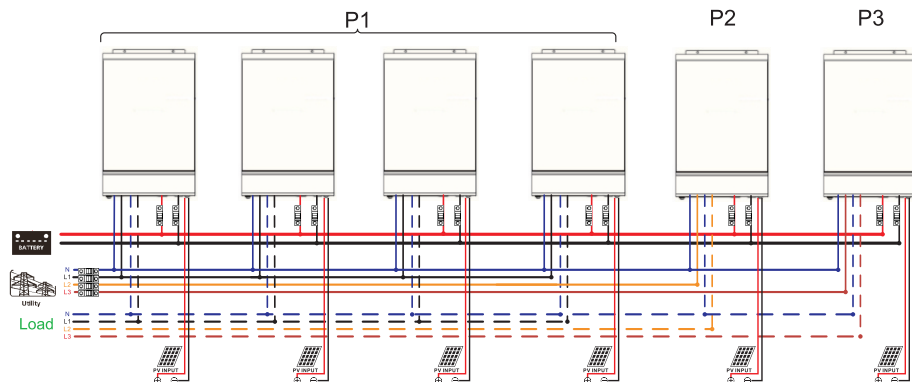 P1
P2
P3
BATTERY
N
L1
L2
L3
Utility
Load
N
L1
L2
L3
PV INPUT
PV INPUT
PV INPUT
PV INPUT
PV INPUT
PV INPUT